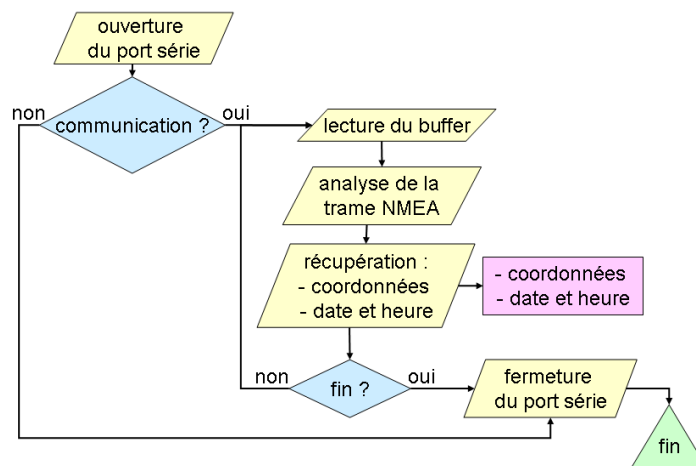 ouverture
du port série
non
communication ?
oui
lecture du buffer
analyse de la
trame NMEA
récupération :
- coordonnées
- date et heure
- coordonnées
- date et heure
non
fin ?
oui
fermeture
du port série
fin